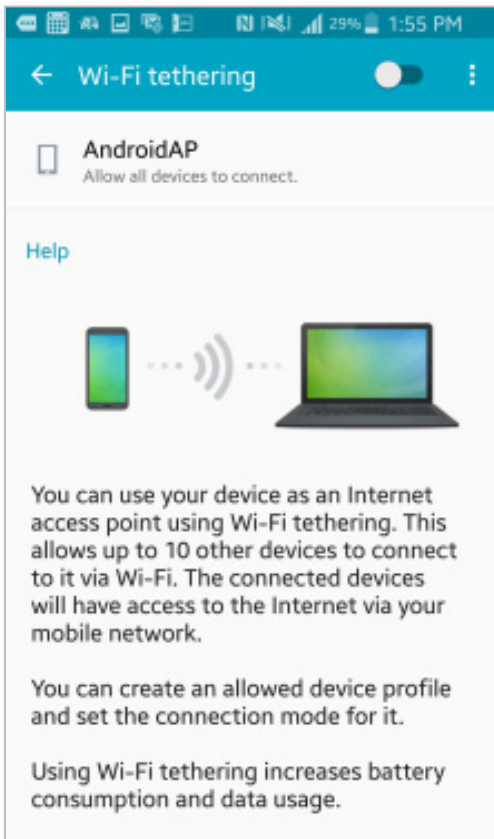 29% 1:55 PM
Wi-Fi tethering
AndroidAP
Allow all devices to connect.
Help
You can use your device as an Internet
access point using Wi-Fi tethering. This
allows up to 10 other devices to connect
to it via Wi-Fi. The connected devices
will have access to the Internet via your
mobile network.
You can create an allowed device profile
and set the connection mode for it.
Using Wi-Fi tethering increases battery
consumption and data usage.